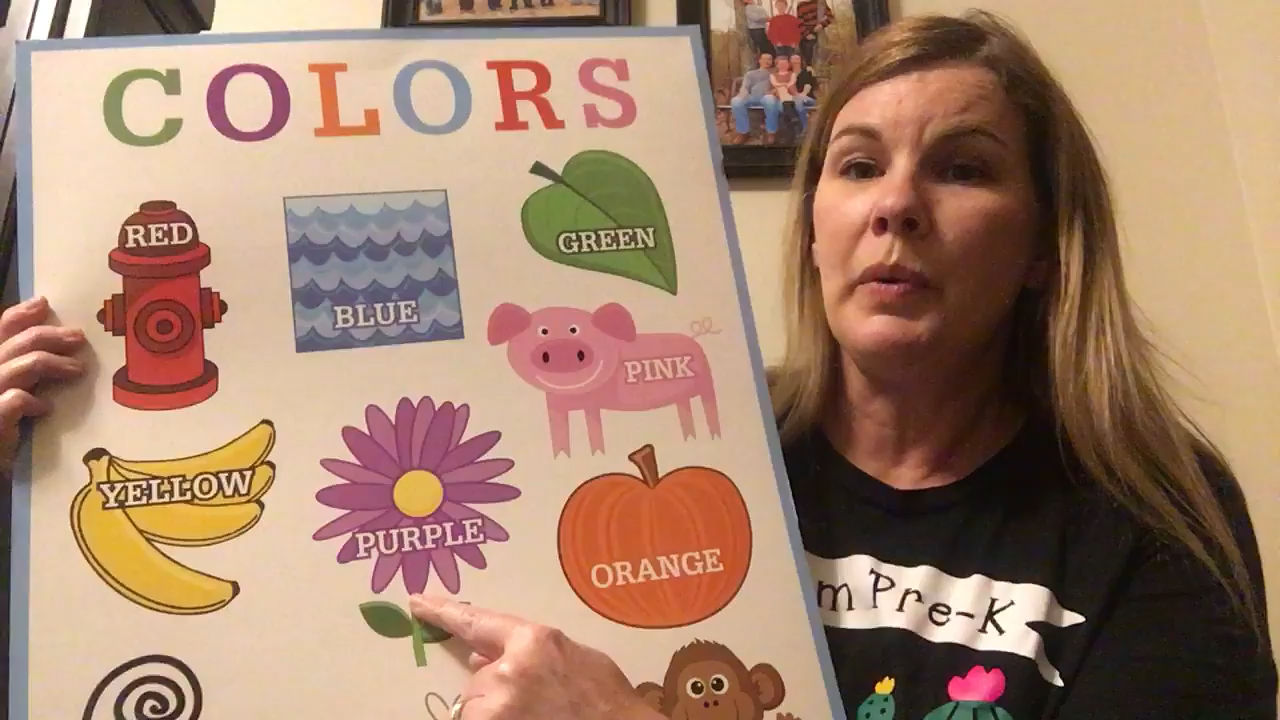 COLORS
RED
BLUE
GREEN
PINK
YELLOW
PURPLE
ORANGE
m Pre-K